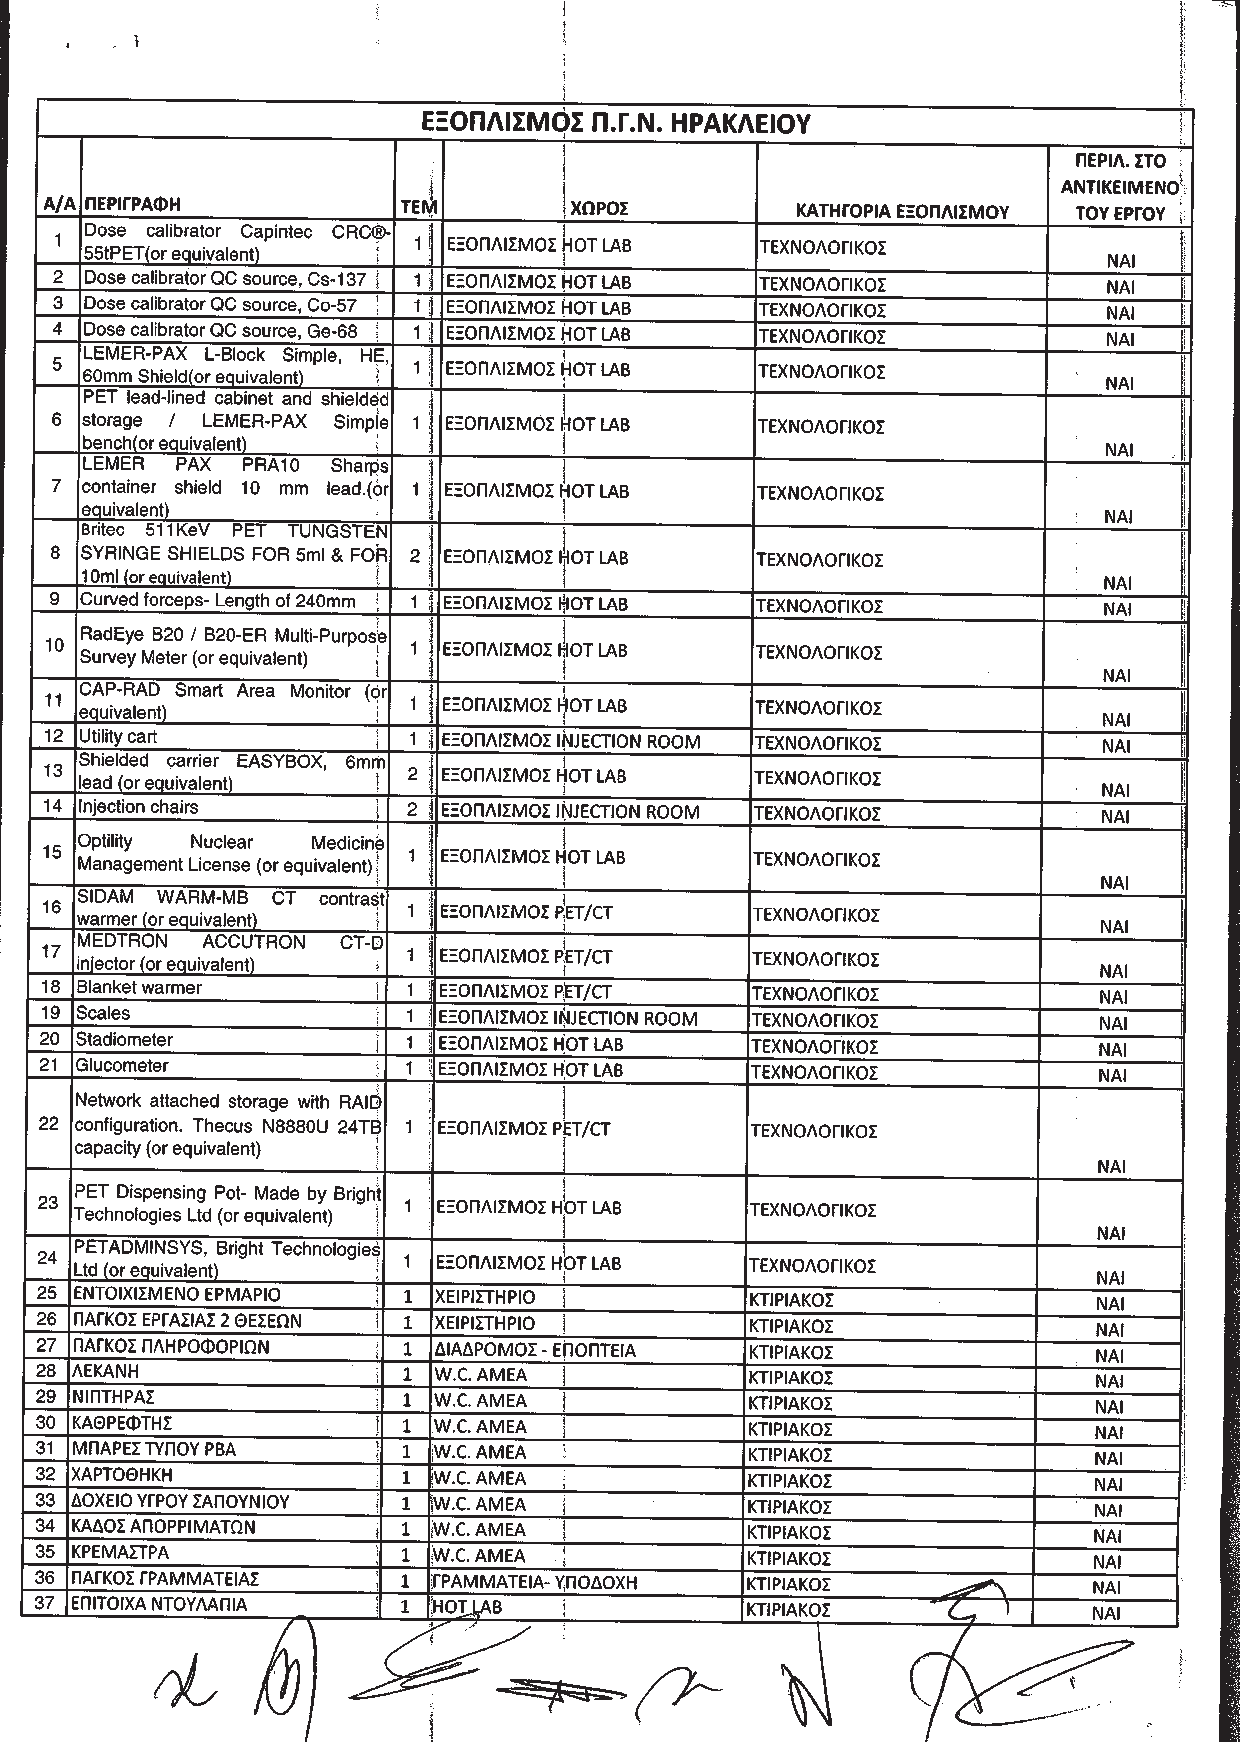 ΕΞΟΠΛΙΣΜΟΣ Π.Γ.Ν. ΗΡΑΚΛΕΙΟΥ
Α/Α ΠΕΡΙΓΡΑΦΗ ΤΕΜ ΧΩΡΟΣ ΚΑΤΗΓΟΡΙΑ ΕΞΟΠΛΙΣΜΟΥ ΠΕΡΙΛ. ΣΤΟ
ΑΝΤΙΚΕΙΜΕΝΟ
ΤΟΥ ΕΡΓΟΥ
1 Dose calibrator Capintec CRC®-
55tPET(or equivalent) 1 ΕΞΟΠΛΙΣΜΟΣ HOT LAB ΤΕΧΝΟΛΟΓΙΚΟΣ ΝΑΙ
2 Dose calibrator QC source, Cs-137 1 ΕΞΟΠΛΙΣΜΟΣ HOT LAB ΤΕΧΝΟΛΟΓΙΚΟΣ ΝΑΙ
3 Dose calibrator QC source, Co-57 1 ΕΞΟΠΛΙΣΜΟΣ HOT LAB ΤΕΧΝΟΛΟΓΙΚΟΣ ΝΑΙ
4 Dose calibrator QC source, Ge-68 1 ΕΞΟΠΛΙΣΜΟΣ HOT LAB ΤΕΧΝΟΛΟΓΙΚΟΣ ΝΑΙ
5 LEMER-PAX L-Block Simple, HE,
60mm Shield(or equivalent) 1 ΕΞΟΠΛΙΣΜΟΣ HOT LAB ΤΕΧΝΟΛΟΓΙΚΟΣ ΝΑΙ
PET lead-lined cabinet and shielded
6 storage / LEMER-PAX Simple 1 ΕΞΟΠΛΙΣΜΟΣ HOT LAB ΤΕΧΝΟΛΟΓΙΚΟΣ
bench(or equivalent) ΝΑΙ
LEMER PAX PRA10 Sharps
7 container shield 10 mm lead.(or 1 ΕΞΟΠΛΙΣΜΟΣ HOT LAB ΤΕΧΝΟΛΟΓΙΚΟΣ
equivalent) ΝΑΙ
Britec 511KeV PET TUNGSTEN
8 SYRINGE SHIELDS FOR 5ml & FOR 2 ΕΞΟΠΛΙΣΜΟΣ HOT LAB ΤΕΧΝΟΛΟΓΙΚΟΣ
10ml (or equivalent) ΝΑΙ
9 Curved forceps- Length of 240mm 1 ΕΞΟΠΛΙΣΜΟΣ HOT LAB ΤΕΧΝΟΛΟΓΙΚΟΣ ΝΑΙ
10 RadEye B20 / B20-ER Multi-Purpose
Survey Meter (or equivalent) 1 ΕΞΟΠΛΙΣΜΟΣ HOT LAB ΤΕΧΝΟΛΟΓΙΚΟΣ ΝΑΙ
11 CAP-RAD Smart Area Monitor (or
equivalent) 1 ΕΞΟΠΛΙΣΜΟΣ HOT LAB ΤΕΧΝΟΛΟΓΙΚΟΣ ΝΑΙ
12 Utility cart 1 ΕΞΟΠΛΙΣΜΟΣ INJECTION ROOM ΤΕΧΝΟΛΟΓΙΚΟΣ ΝΑΙ
13 Shielded carrier EASYBOX, 6mm
lead (or equivalent) 2 ΕΞΟΠΛΙΣΜΟΣ HOT LAB ΤΕΧΝΟΛΟΓΙΚΟΣ ΝΑΙ
14 Injection chairs 2 ΕΞΟΠΛΙΣΜΟΣ INJECTION ROOM ΤΕΧΝΟΛΟΓΙΚΟΣ ΝΑΙ
15 Optility Nuclear Medicine
Management License (or equivalent) 1 ΕΞΟΠΛΙΣΜΟΣ HOT LAB ΤΕΧΝΟΛΟΓΙΚΟΣ ΝΑΙ
16 SIDAM WARM-MB CT contrast
warmer (or equivalent) 1 ΕΞΟΠΛΙΣΜΟΣ PET/CT ΤΕΧΝΟΛΟΓΙΚΟΣ ΝΑΙ
17 MEDTRON ACCUTRON CT-D
injector (or equivalent) 1 ΕΞΟΠΛΙΣΜΟΣ PET/CT ΤΕΧΝΟΛΟΓΙΚΟΣ ΝΑΙ
18 Blanket warmer 1 ΕΞΟΠΛΙΣΜΟΣ PET/CT ΤΕΧΝΟΛΟΓΙΚΟΣ ΝΑΙ
19 Scales 1 ΕΞΟΠΛΙΣΜΟΣ INJECTION ROOM ΤΕΧΝΟΛΟΓΙΚΟΣ ΝΑΙ
20 Stadiometer 1 ΕΞΟΠΛΙΣΜΟΣ HOT LAB ΤΕΧΝΟΛΟΓΙΚΟΣ ΝΑΙ
21 Glucometer 1 ΕΞΟΠΛΙΣΜΟΣ HOT LAB ΤΕΧΝΟΛΟΓΙΚΟΣ ΝΑΙ
Network attached storage with RAID
22 configuration. Thecus N8880U 24TB 1 ΕΞΟΠΛΙΣΜΟΣ PET/CT ΤΕΧΝΟΛΟΓΙΚΟΣ
capacity (or equivalent) ΝΑΙ
23 PET Dispensing Pot- Made by Bright
Technologies Ltd (or equivalent) 1 ΕΞΟΠΛΙΣΜΟΣ HOT LAB ΤΕΧΝΟΛΟΓΙΚΟΣ ΝΑΙ
24 PETADMINSYS, Bright Technologies
Ltd (or equivalent) 1 ΕΞΟΠΛΙΣΜΟΣ HOT LAB ΤΕΧΝΟΛΟΓΙΚΟΣ ΝΑΙ
25 ΕΝΤΟΙΧΙΣΜΕΝΟ ΕΡΜΑΡΙΟ 1 ΧΕΙΡΙΣΤΗΡΙΟ ΚΤΙΡΙΑΚΟΣ ΝΑΙ
26 ΠΑΓΚΟΣ ΕΡΓΑΣΙΑΣ 2 ΘΕΣΕΩΝ 1 ΧΕΙΡΙΣΤΗΡΙΟ ΚΤΙΡΙΑΚΟΣ ΝΑΙ
27 ΠΑΓΚΟΣ ΠΛΗΡΟΦΟΡΙΩΝ 1 ΔΙΑΔΡΟΜΟΣ - ΕΠΟΠΤΕΙΑ ΚΤΙΡΙΑΚΟΣ ΝΑΙ
28 ΛΕΚΑΝΗ 1 W.C. ΑΜΕΑ ΚΤΙΡΙΑΚΟΣ ΝΑΙ
29 ΝΙΠΤΗΡΑΣ 1 W.C. ΑΜΕΑ ΚΤΙΡΙΑΚΟΣ ΝΑΙ
30 ΚΑΘΡΕΦΤΗΣ 1 W.C. ΑΜΕΑ ΚΤΙΡΙΑΚΟΣ ΝΑΙ
31 ΜΠΑΡΕΣ ΤΥΠΟΥ PBA 1 W.C. ΑΜΕΑ ΚΤΙΡΙΑΚΟΣ ΝΑΙ
32 ΧΑΡΤΟΘΗΚΗ 1 W.C. ΑΜΕΑ ΚΤΙΡΙΑΚΟΣ ΝΑΙ
33 ΔΟΧΕΙΟ ΥΓΡΟΥ ΣΑΠΟΥΝΙΟΥ 1 W.C. ΑΜΕΑ ΚΤΙΡΙΑΚΟΣ ΝΑΙ
34 ΚΑΔΟΣ ΑΠΟΡΡΙΜΑΤΩΝ 1 W.C. ΑΜΕΑ ΚΤΙΡΙΑΚΟΣ ΝΑΙ
35 ΚΡΕΜΑΣΤΡΑ 1 W.C. ΑΜΕΑ ΚΤΙΡΙΑΚΟΣ ΝΑΙ
36 ΠΑΓΚΟΣ ΓΡΑΜΜΑΤΕΙΑΣ 1 ΓΡΑΜΜΑΤΕΙΑ- ΥΠΟΔΟΧΗ ΚΤΙΡΙΑΚΟΣ ΝΑΙ
37 ΕΠΙΤΟΙΧΑ ΝΤΟΥΛΑΠΙΑ 1 HOT LAB ΚΤΙΡΙΑΚΟΣ ΝΑΙ